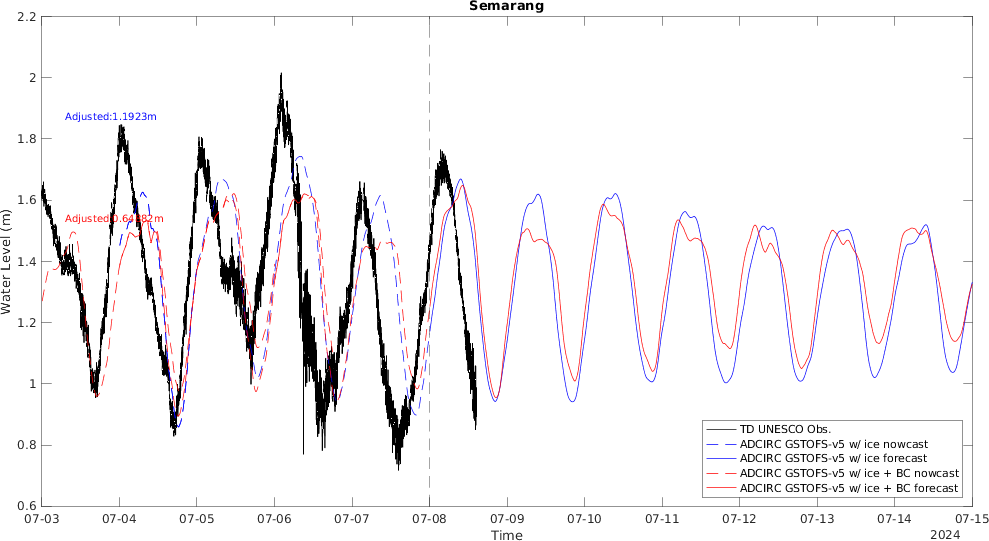 Semarang
2.2
2
1.8
1.6
1.4
1.2
1
0.8
0.6
Water Level (m)
Adjusted:1.1923m
Adjusted:0.64882m
TD UNESCO Obs.
ADCIRC GSTOFS-v5 w/ ice nowcast
ADCIRC GSTOFS-v5 w/ ice forecast
ADCIRC GSTOFS-v5 w/ ice + BC nowcast
ADCIRC GSTOFS-v5 w/ ice + BC forecast
07-03 07-04 07-05 07-06 07-07 07-08 07-09 07-10 07-11 07-12 07-13 07-14 07-15
Time
2024